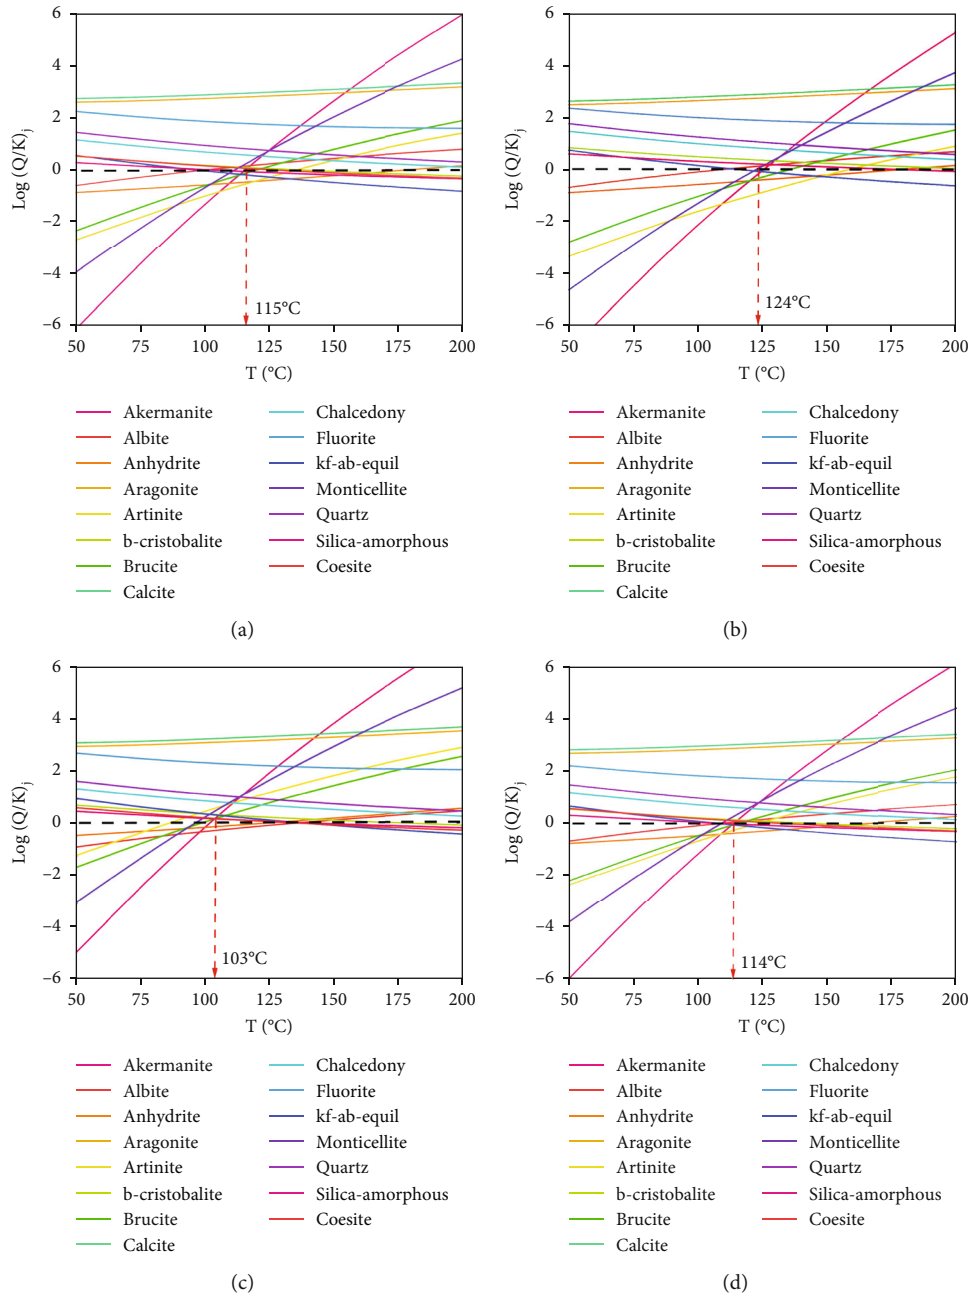 6
4
2
0
−2
−4
−6
Log (Q/K)j
115°C
50
75
100
125
150
175
200
T (°C)
Akermanite
Albite
Anhydrite
Aragonite
Artinite
b-cristobalite
Brucite
Calcite
Chalcedony
Fluorite
kf-ab-equil
Monticellite
Quartz
Silica-amorphous
Coesite
(a)
6
4
2
0
−2
−4
−6
Log (Q/K)j
124°C
50
75
100
125
150
175
200
T (°C)
Akermanite
Albite
Anhydrite
Aragonite
Artinite
b-cristobalite
Brucite
Calcite
Chalcedony
Fluorite
kf-ab-equil
Monticellite
Quartz
Silica-amorphous
Coesite
(b)
6
4
2
0
−2
−4
−6
Log (Q/K)j
103°C
50
75
100
125
150
175
200
T (°C)
Akermanite
Albite
Anhydrite
Aragonite
Artinite
b-cristobalite
Brucite
Calcite
Chalcedony
Fluorite
kf-ab-equil
Monticellite
Quartz
Silica-amorphous
Coesite
(c)
6
4
2
0
−2
−4
−6
Log (Q/K)j
114°C
50
75
100
125
150
175
200
T (°C)
Akermanite
Albite
Anhydrite
Aragonite
Artinite
b-cristobalite
Brucite
Calcite
Chalcedony
Fluorite
kf-ab-equil
Monticellite
Quartz
Silica-amorphous
Coesite
(d)